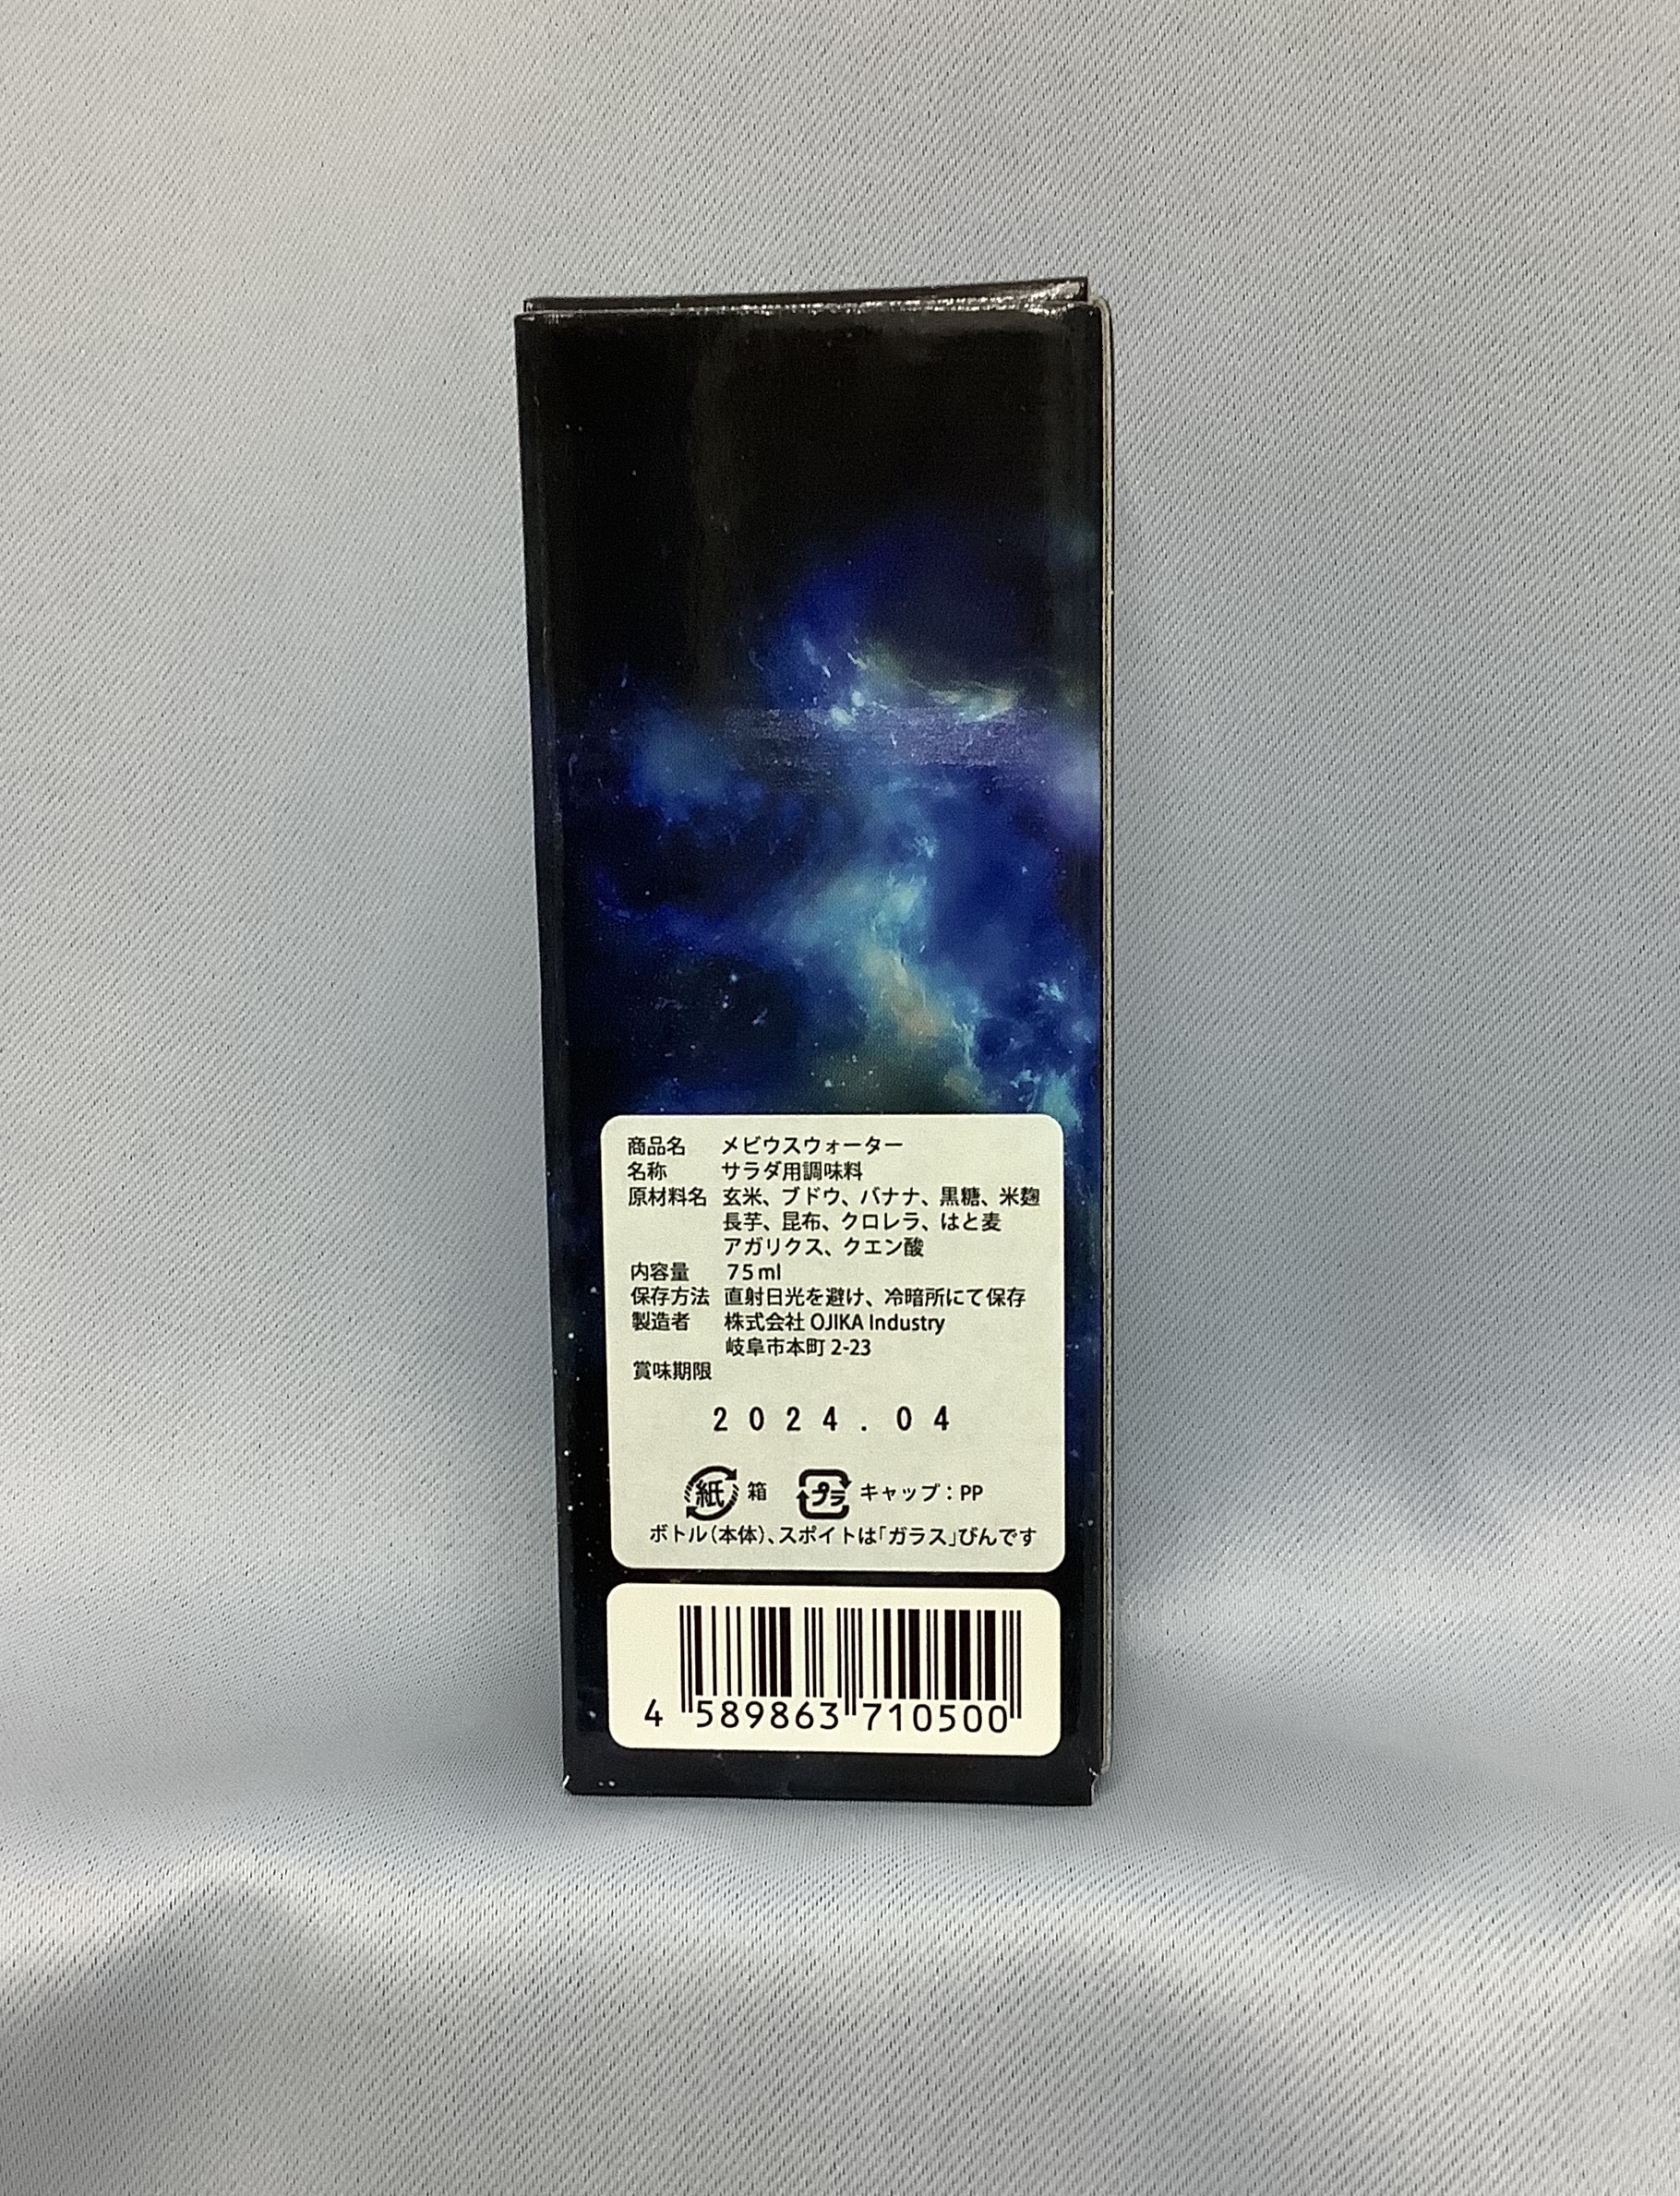 商品名 メビウスウォーター
名称 サラダ用調味料
原材料名 玄米、ブドウ、バナナ、黒糖、米麹
長芋、昆布、クロレラ、はと麦
アガリクス、クエン酸
内容量 75ml
保存方法 直射日光を避け、冷暗所にて保存
製造者 株式会社 OJIKA Industry
岐阜市本町 2-23
賞味期限
2024.04
紙 箱 プラ キャップ：PP
ボトル（本体）、スポイトは「ガラス」びんです
4 589863 710500